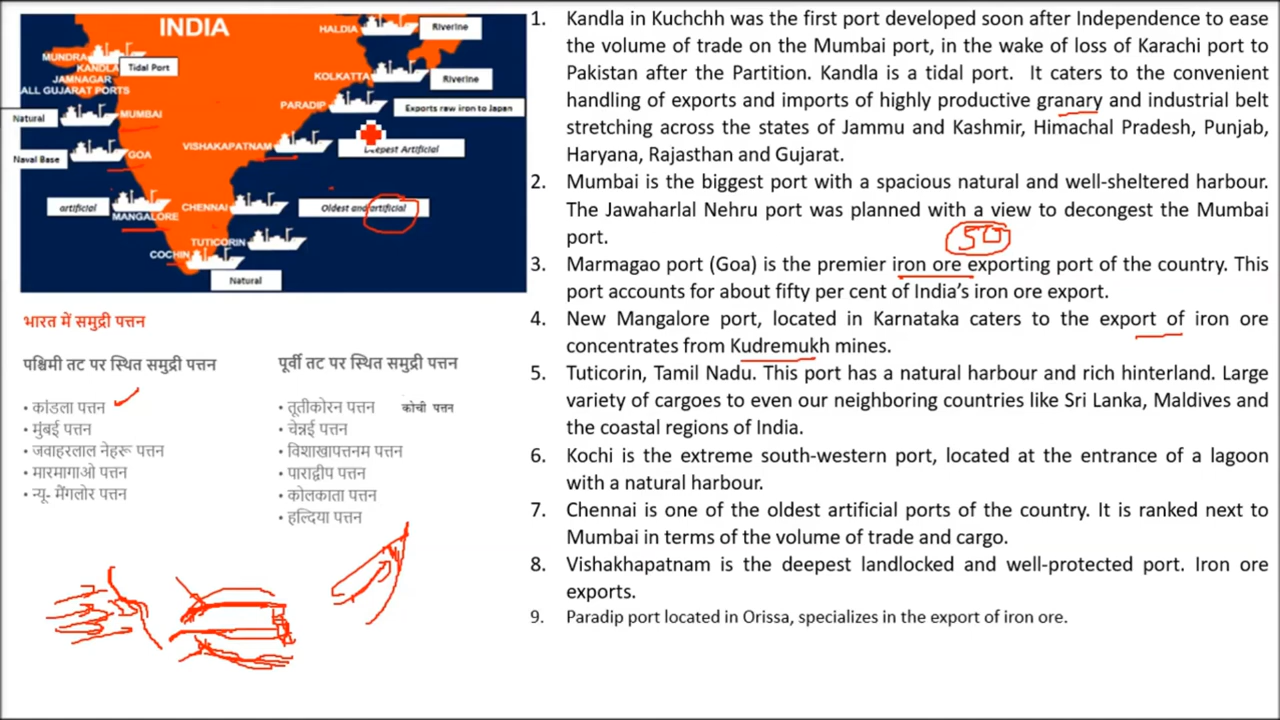 INDIA
HALDIA
Riverine
MUNDRA
KANDLA
Tidal Port
JAMNAGAR
ALL GUJARAT PORTS
KOLKATTA
Riverine
PARADIP
Exports raw iron to Japan
Natural
MUMBAI
VISHAKAPATNAM
Deepest Artificial
Naval Base
GOA
artificial
MANGALORE
CHENNAI
Oldest and artificial
TUTICORIN
COCHIN
Natural
भारत में समुद्री पत्तन
पश्चिमी तट पर स्थित समुद्री पत्तन
• कांडला पत्तन
• मुंबई पत्तन
• जवाहरलाल नेहरू पत्तन
• मारमागाओ पत्तन
• न्यू- मैंगलोर पत्तन
पूर्वी तट पर स्थित समुद्री पत्तन
• तूतीकोरन पत्तन कोची पत्तन
• चेन्नई पत्तन
• विशाखापत्तनम पत्तन
• पाराद्वीप पत्तन
• कोलकाता पत्तन
• हल्दिया पत्तन
1. Kandla in Kuchchh was the first port developed soon after Independence to ease
the volume of trade on the Mumbai port, in the wake of loss of Karachi port to
Pakistan after the Partition. Kandla is a tidal port. It caters to the convenient
handling of exports and imports of highly productive granary and industrial belt
stretching across the states of Jammu and Kashmir, Himachal Pradesh, Punjab,
Haryana, Rajasthan and Gujarat.
2. Mumbai is the biggest port with a spacious natural and well-sheltered harbour.
The Jawaharlal Nehru port was planned with a view to decongest the Mumbai
port.
50
3. Marmagao port (Goa) is the premier iron ore exporting port of the country. This
port accounts for about fifty per cent of India's iron ore export.
4. New Mangalore port, located in Karnataka caters to the export of iron ore
concentrates from Kudremukh mines.
5. Tuticorin, Tamil Nadu. This port has a natural harbour and rich hinterland. Large
variety of cargoes to even our neighboring countries like Sri Lanka, Maldives and
the coastal regions of India.
6. Kochi is the extreme south-western port, located at the entrance of a lagoon
with a natural harbour.
7. Chennai is one of the oldest artificial ports of the country. It is ranked next to
Mumbai in terms of the volume of trade and cargo.
8. Vishakhapatnam is the deepest landlocked and well-protected port. Iron ore
exports.
9. Paradip port located in Orissa, specializes in the export of iron ore.